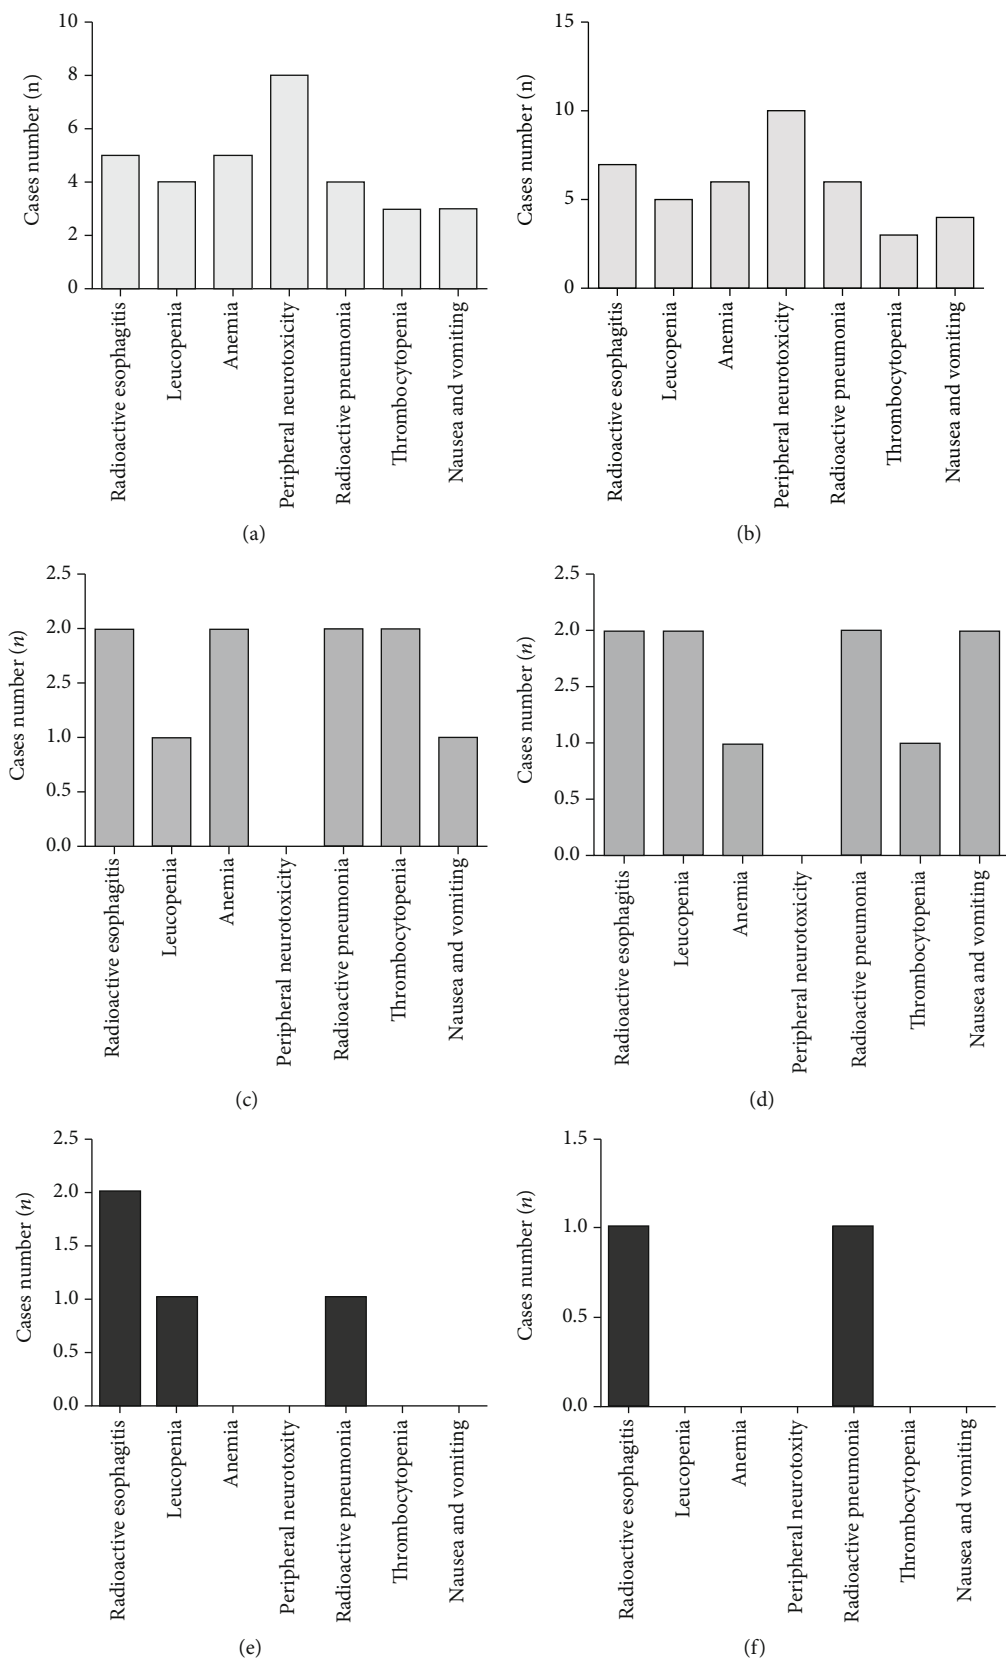 Cases number (n)
10
8
6
4
2
0
Radioactive esophagitis
Leucopenia
Anemia
Peripheral neurotoxicity
Radioactive pneumonia
Thrombocytopenia
Nausea and vomiting
(a)
Cases number (n)
15
10
5
0
Radioactive esophagitis
Leucopenia
Anemia
Peripheral neurotoxicity
Radioactive pneumonia
Thrombocytopenia
Nausea and vomiting
(b)
Cases number (n)
2.5
2.0
2.5
1.0
0.5
0.0
Radioactive esophagitis
Leucopenia
Anemia
Peripheral neurotoxicity
Radioactive pneumonia
Thrombocytopenia
Nausea and vomiting
(c)
Cases number (n)
2.5
2.0
2.5
1.0
0.5
0.0
Radioactive esophagitis
Leucopenia
Anemia
Peripheral neurotoxicity
Radioactive pneumonia
Thrombocytopenia
Nausea and vomiting
(d)
Cases number (n)
2.5
2.0
1.5
1.0
0.5
0.0
Radioactive esophagitis
Leucopenia
Anemia
Peripheral neurotoxity
Radioactive pneumonia
Thrombocytopenia
Nausea and vomiting
(e)
Cases number (n)
1.5
1.0
0.5
0.0
Radioactive esophagitis
Leucopenia
Anemia
Peripheral neurotoxity
Radioactive pneumonia
Thrombocytopenia
Nausea and vomiting
(f)